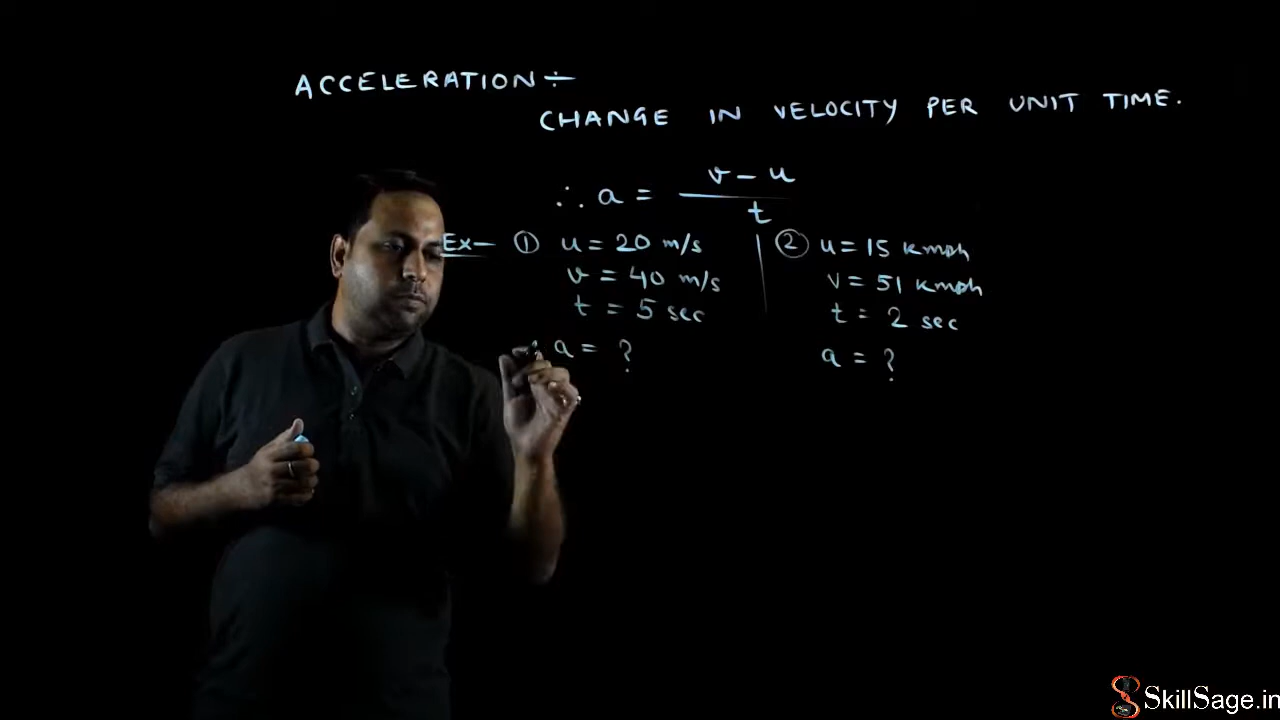 ACCELERATION ÷
CHANGE IN VELOCITY PER UNIT TIME.
∴ a = v - u / t
Ex- ① u = 20 m/s
v = 40 m/s
t = 5 sec
a = ?
② u = 15 kmph
v = 51 kmph
t = 2 sec
a = ?
SkillSage.in